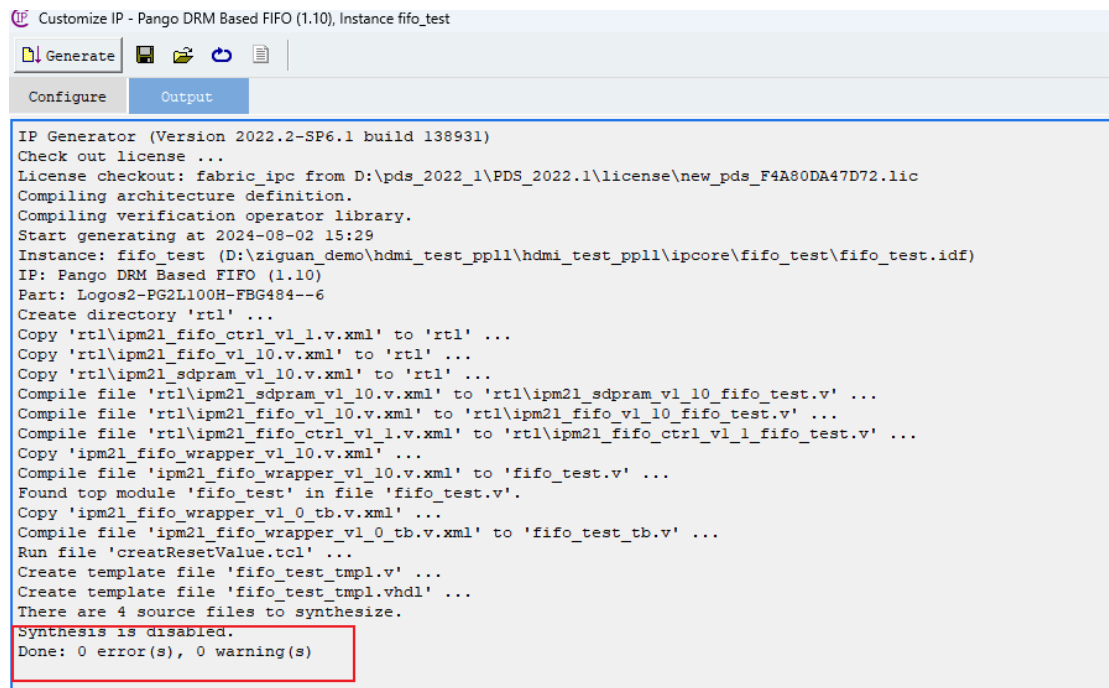 Customize IP - Pango DRM Based FIFO (1.10), Instance fifo_test
Generate
Configure Output
IP Generator (Version 2022.2-SP6.1 build 138931)
Check out license ...
License checkout: fabric_ipc from D:\pds_2022_1\PDS_2022.1\license\new_pds_F4A80DA47D72.lic
Compiling architecture definition.
Compiling verification operator library.
Start generating at 2024-08-02 15:29
Instance: fifo_test (D:\ziguan_demo\hdmi_test_ppll\hdmi_test_ppll\ipcore\fifo_test\fifo_test.idf)
IP: Pango DRM Based FIFO (1.10)
Part: Logos2-PG2L100H-FBG484--6
Create directory 'rtl' ...
Copy 'rtl\ipm2l_fifo_ctrl_v1_1.v.xml' to 'rtl' ...
Copy 'rtl\ipm2l_fifo_v1_10.v.xml' to 'rtl' ...
Copy 'rtl\ipm2l_sdpram_v1_10.v.xml' to 'rtl' ...
Compile file 'rtl\ipm2l_sdpram_v1_10.v.xml' to 'rtl\ipm2l_sdpram_v1_10_fifo_test.v' ...
Compile file 'rtl\ipm2l_fifo_v1_10.v.xml' to 'rtl\ipm2l_fifo_v1_10_fifo_test.v' ...
Compile file 'rtl\ipm2l_fifo_ctrl_v1_1.v.xml' to 'rtl\ipm2l_fifo_ctrl_v1_1_fifo_test.v' ...
Copy 'ipm2l_fifo_wrapper_v1_10.v.xml' ...
Compile file 'ipm2l_fifo_wrapper_v1_10.v.xml' to 'fifo_test.v' ...
Found top module 'fifo_test' in file 'fifo_test.v'.
Copy 'ipm2l_fifo_wrapper_v1_0_tb.v.xml' ...
Compile file 'ipm2l_fifo_wrapper_v1_0_tb.v.xml' to 'fifo_test_tb.v' ...
Run file 'creatResetValue.tcl' ...
Create template file 'fifo_test_tmpl.v' ...
Create template file 'fifo_test_tmpl.vhdl' ...
There are 4 source files to synthesize.
Synthesis is disabled.
Done: 0 error(s), 0 warning(s)